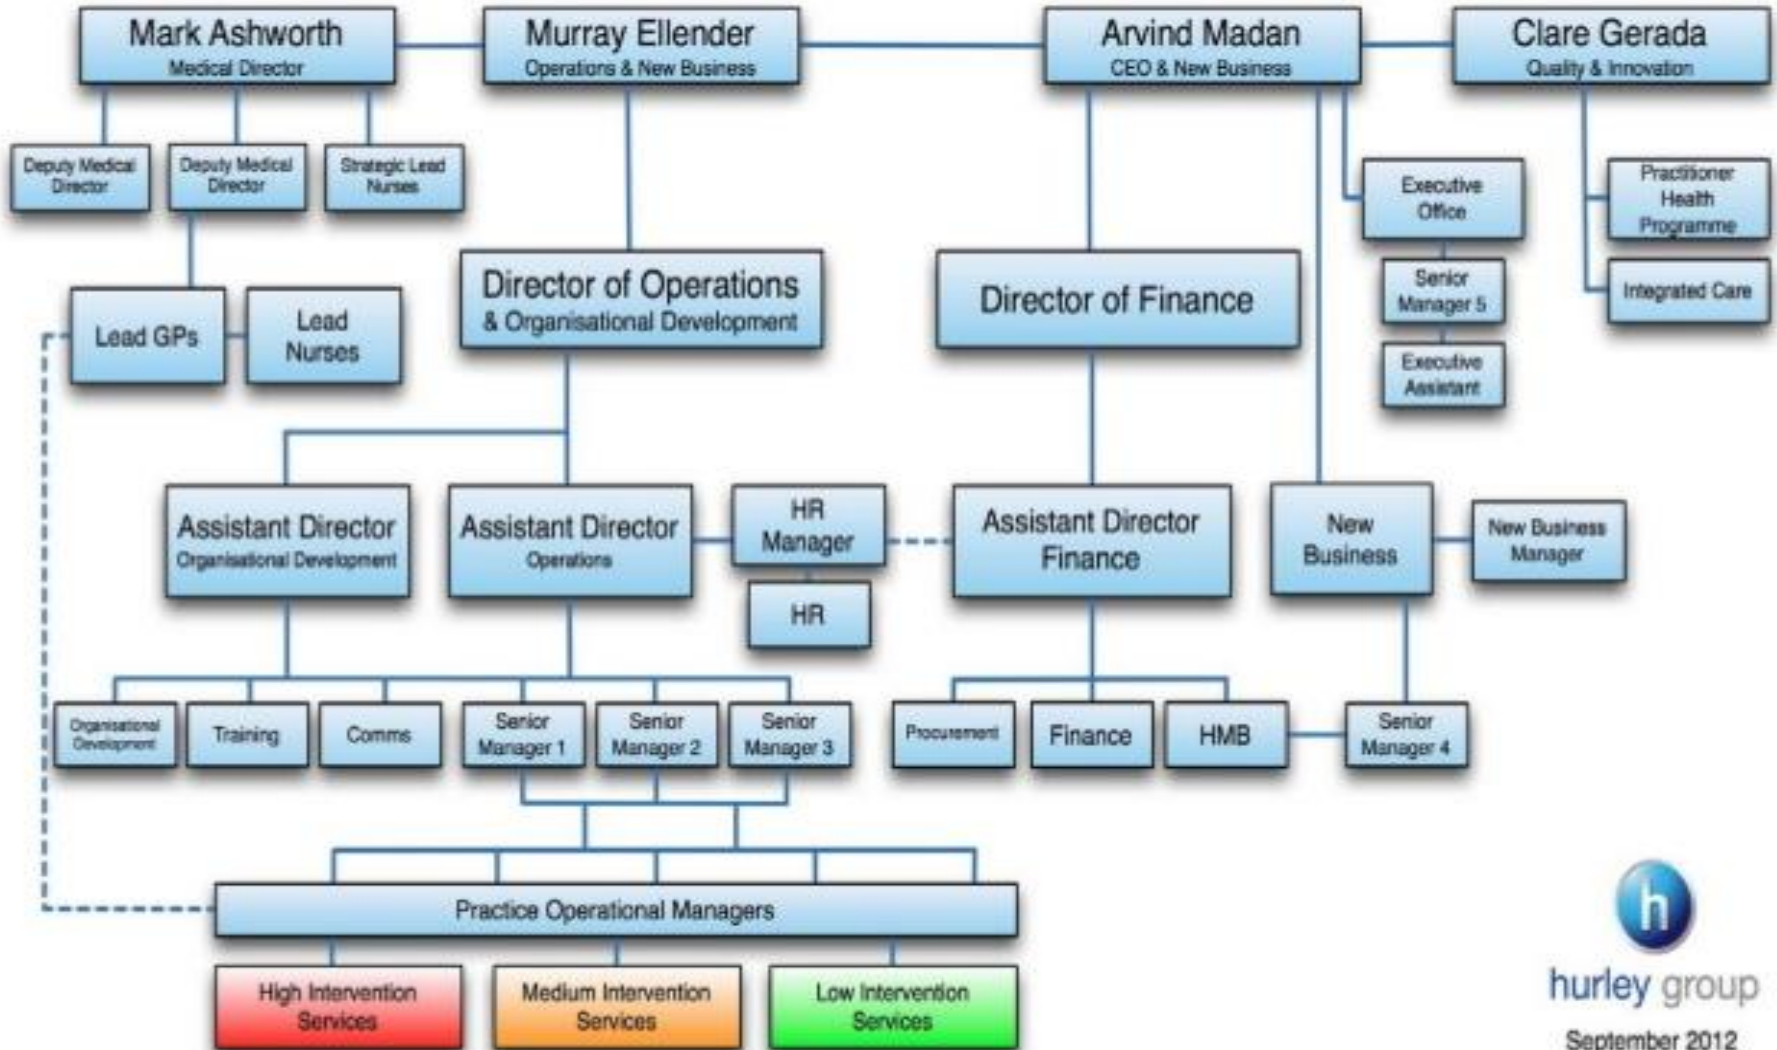 Mark Ashworth
Medical Director
Murray Ellender
Operations & New Business
Arvind Madan
CEO & New Business
Clare Gerada
Quality & Innovation
Deputy Medical
Director
Deputy Medical
Director
Strategic Lead
Nurses
Executive
Office
Practitioner
Health
Programme
Senior
Manager 5
Integrated Care
Executive
Assistant
Lead GPs
Lead
Nurses
Director of Operations
& Organisational Development
Director of Finance
Assistant Director
Organisational Development
Assistant Director
Operations
HR
Manager
HR
Assistant Director
Finance
New
Business
New Business
Manager
Organisational
Development
Training
Comms
Senior
Manager 1
Senior
Manager 2
Senior
Manager 3
Procurement
Finance
HMB
Senior
Manager 4
Practice Operational Managers
High Intervention
Services
Medium Intervention
Services
Low Intervention
Services
h
hurley group
September 2012